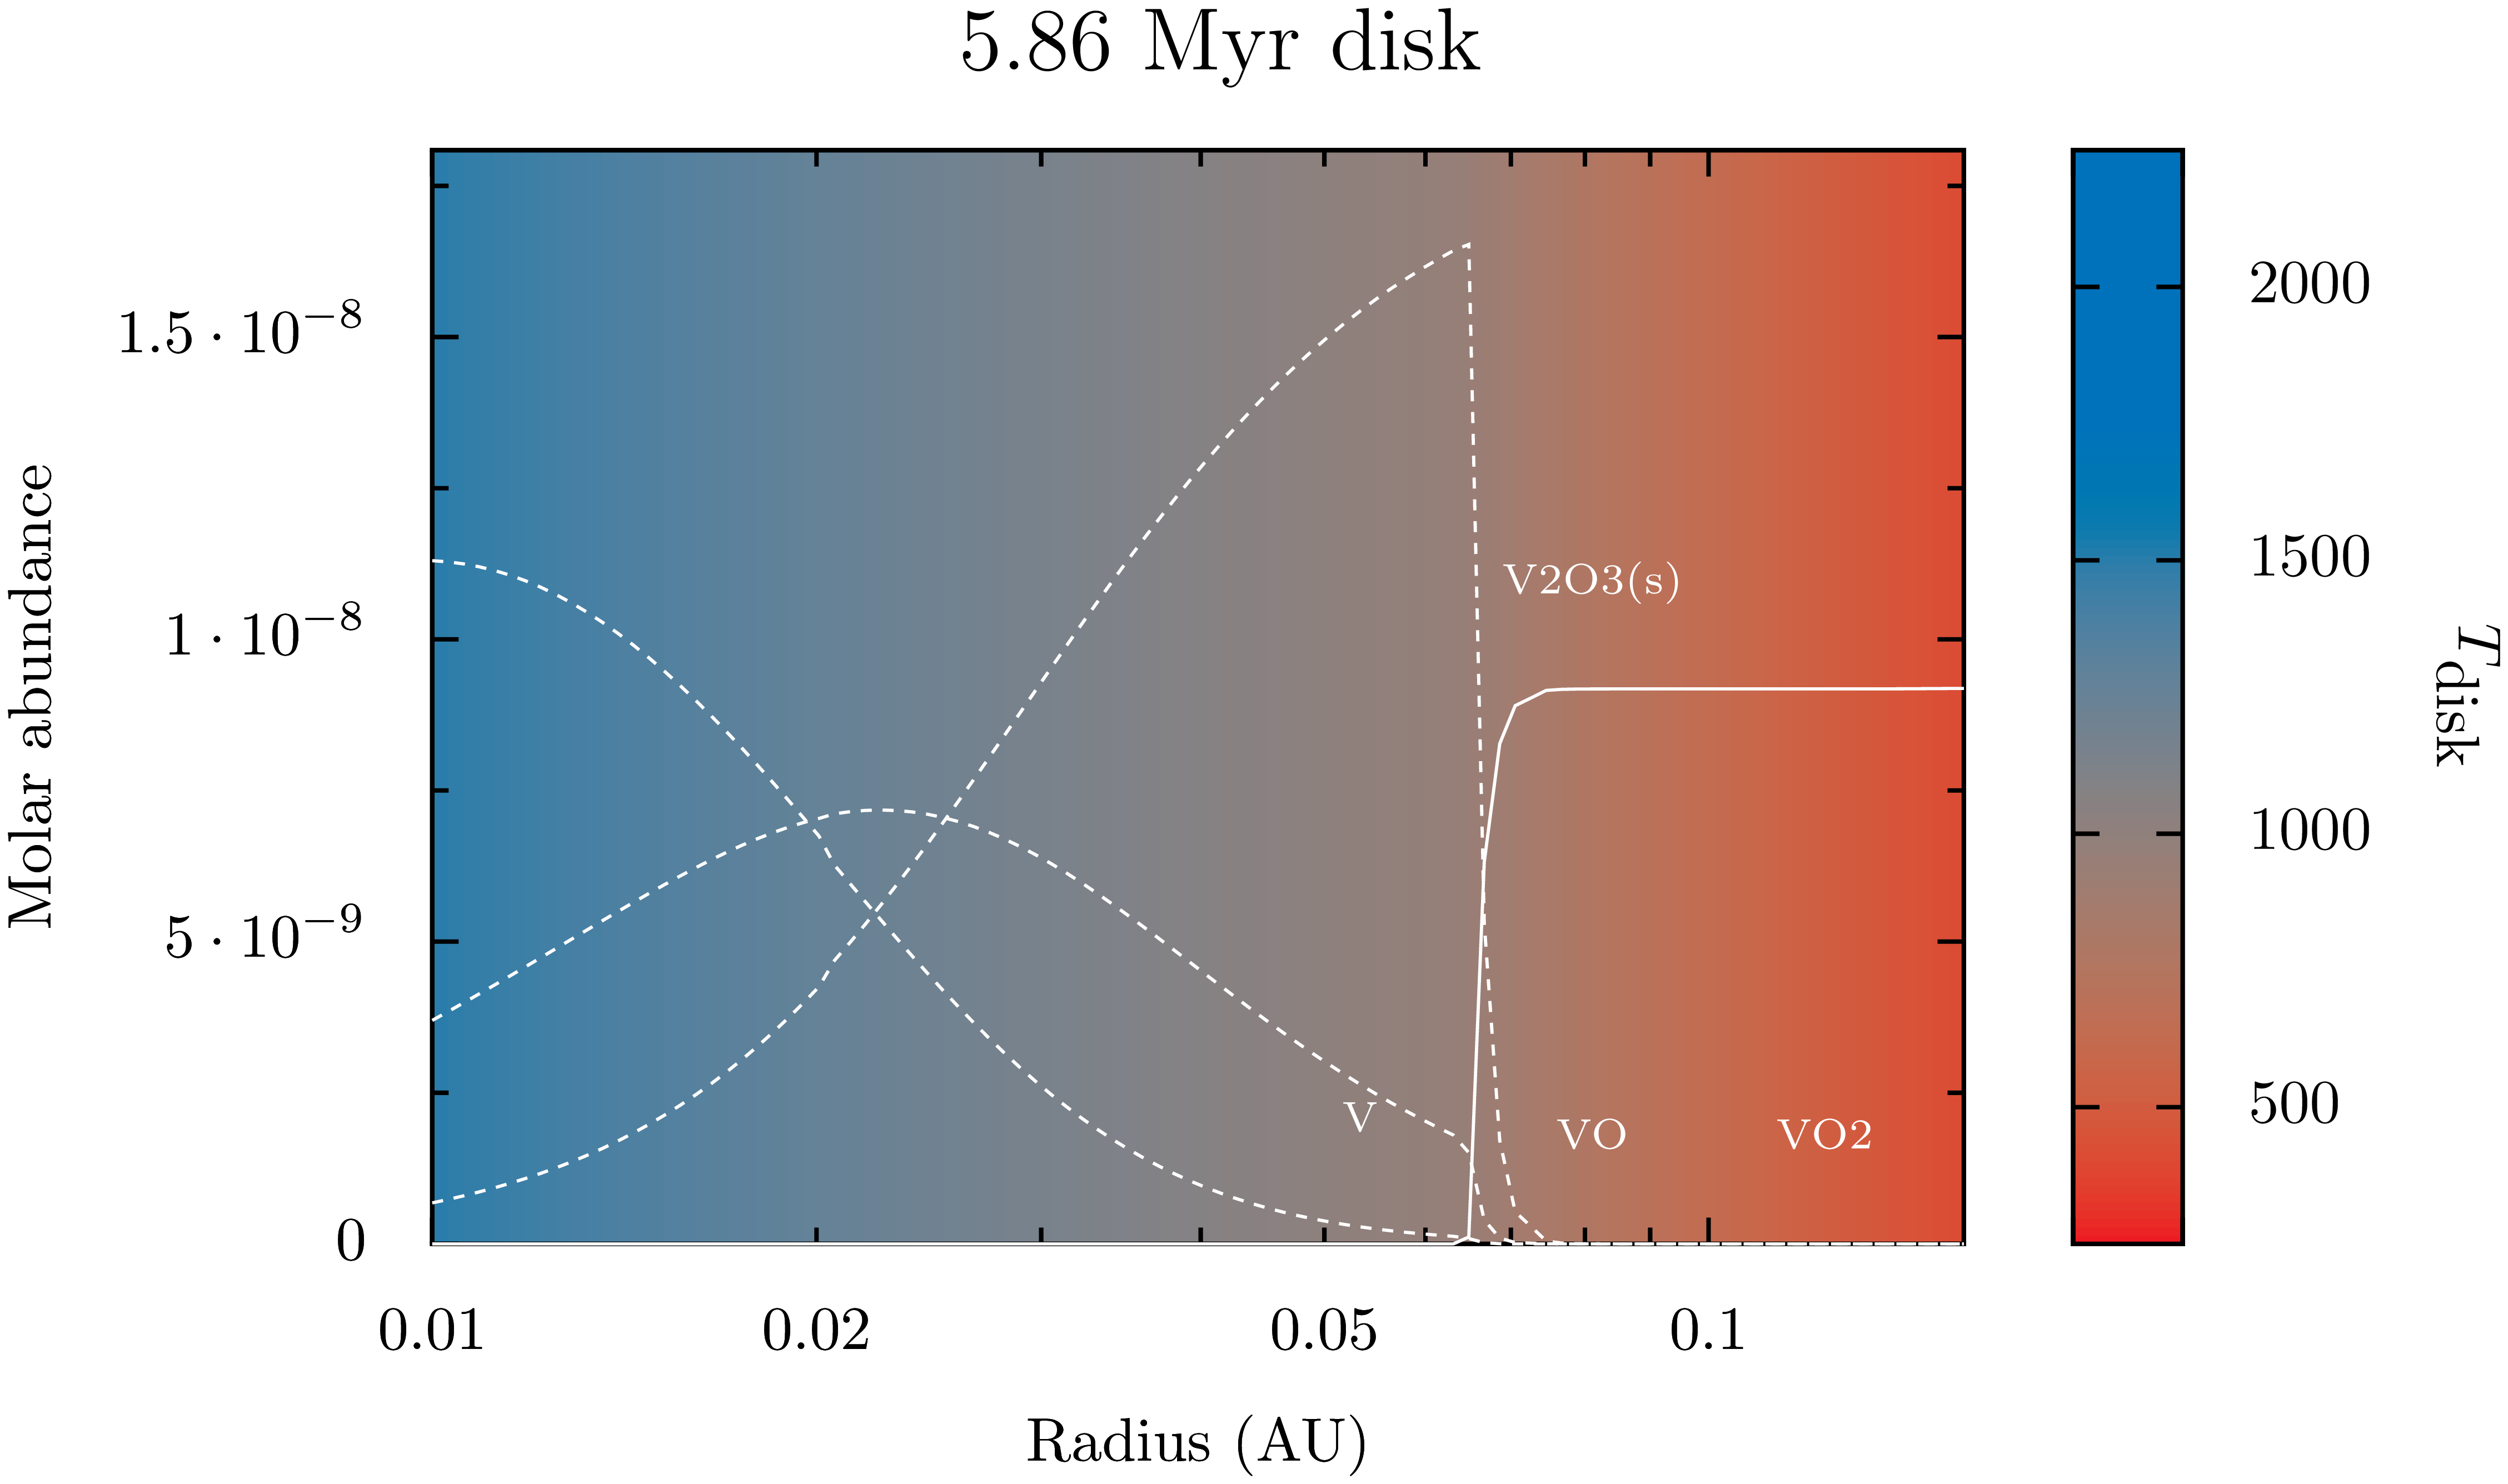 5.86 Myr disk
Molar abundance
1.5 · 10⁻⁸
1 · 10⁻⁸
5 · 10⁻⁹
0
V2O3(s)
V
VO
VO2
0.01
0.02
0.05
0.1
Radius (AU)
2000
1500
1000
500
T_disk